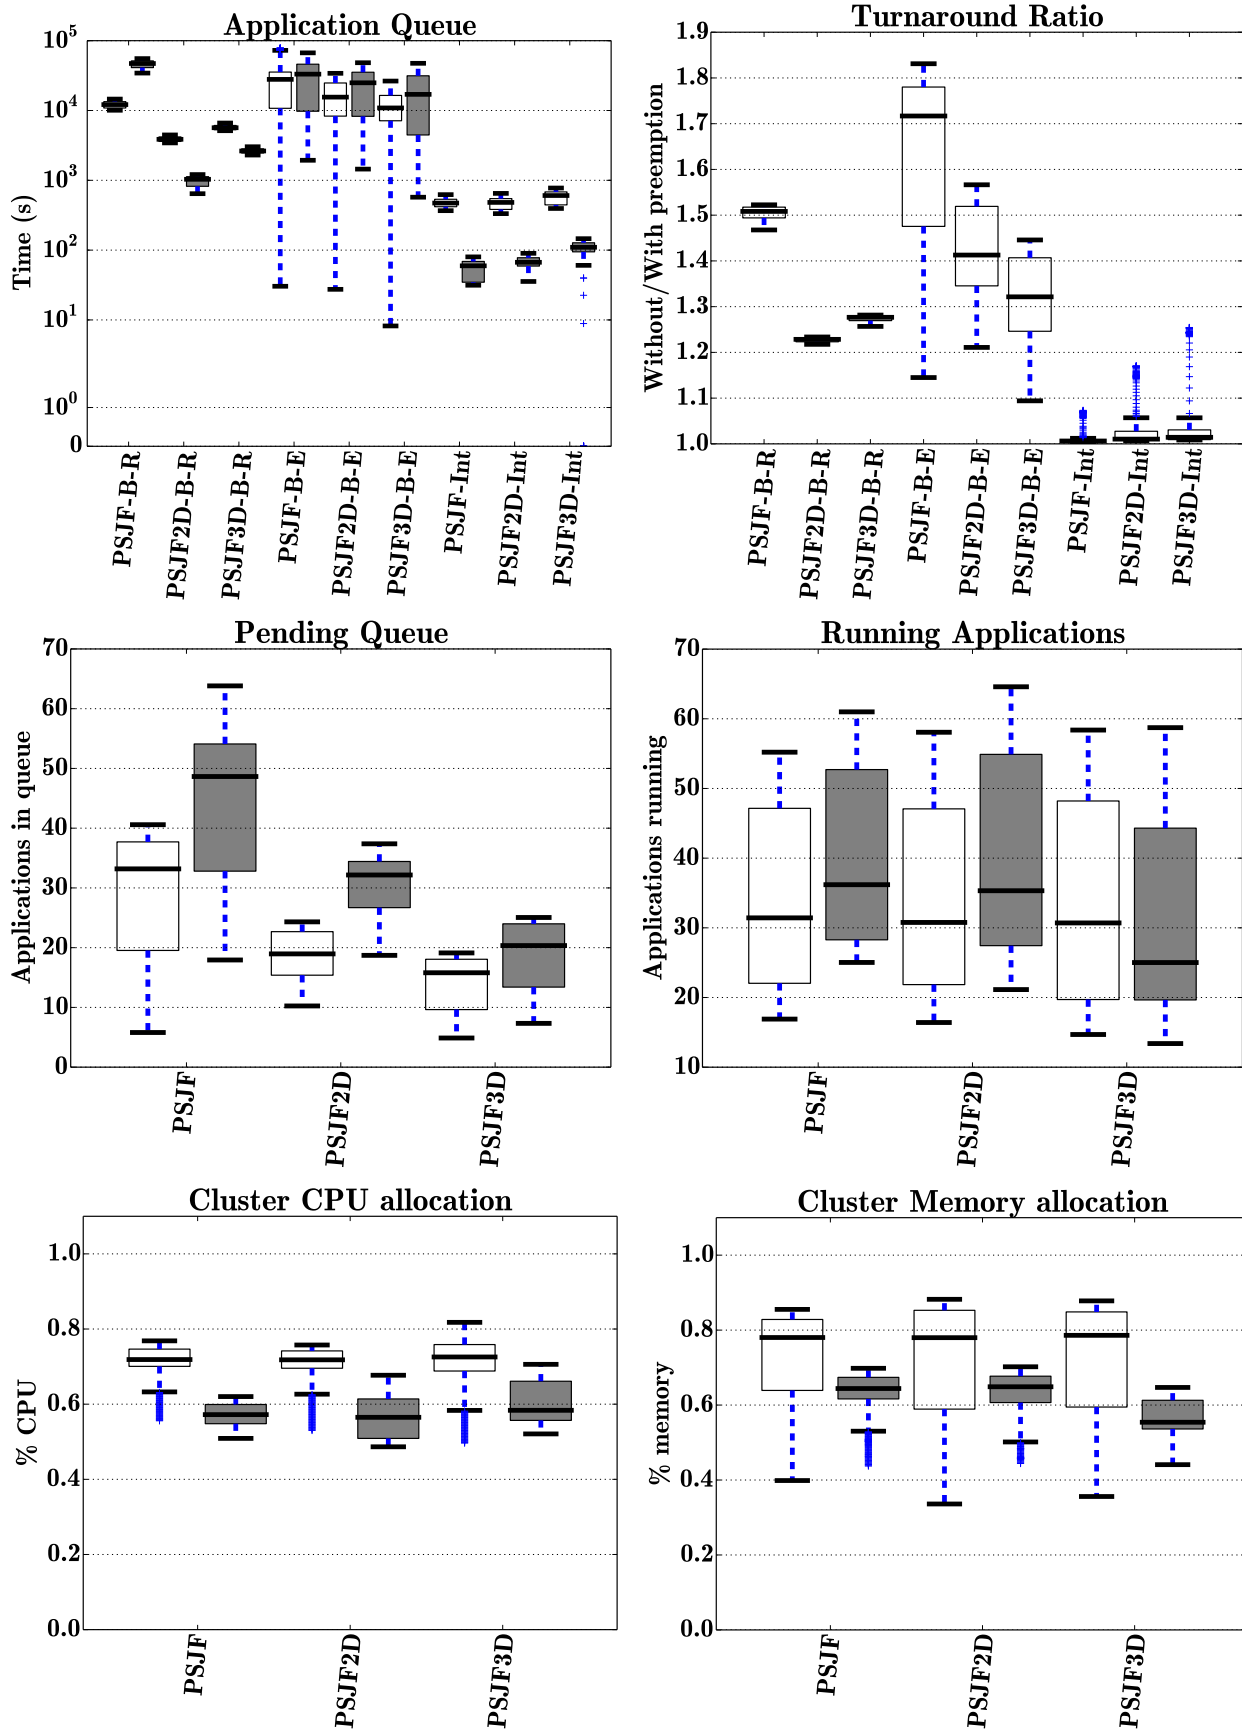 Application Queue
Time (s)
10^5
10^4
10^3
10^2
10^1
10^0
0
PSJF-B-R
PSJF2D-B-R
PSJF3D-B-R
PSJF-B-E
PSJF2D-B-E
PSJF3D-B-E
PSJF-Int
PSJF2D-Int
PSJF3D-Int
Turnaround Ratio
Without/With preemption
1.9
1.8
1.7
1.6
1.5
1.4
1.3
1.2
1.1
1.0
PSJF-B-R
PSJF2D-B-R
PSJF3D-B-R
PSJF-B-E
PSJF2D-B-E
PSJF3D-B-E
PSJF-Int
PSJF2D-Int
PSJF3D-Int
Pending Queue
Applications in queue
70
60
50
40
30
20
10
0
PSJF
PSJF2D
PSJF3D
Running Applications
Applications running
70
60
50
40
30
20
10
PSJF
PSJF2D
PSJF3D
Cluster CPU allocation
% CPU
1.0
0.8
0.6
0.4
0.2
0.0
PSJF
PSJF2D
PSJF3D
Cluster Memory allocation
% memory
1.0
0.8
0.6
0.4
0.2
0.0
PSJF
PSJF2D
PSJF3D